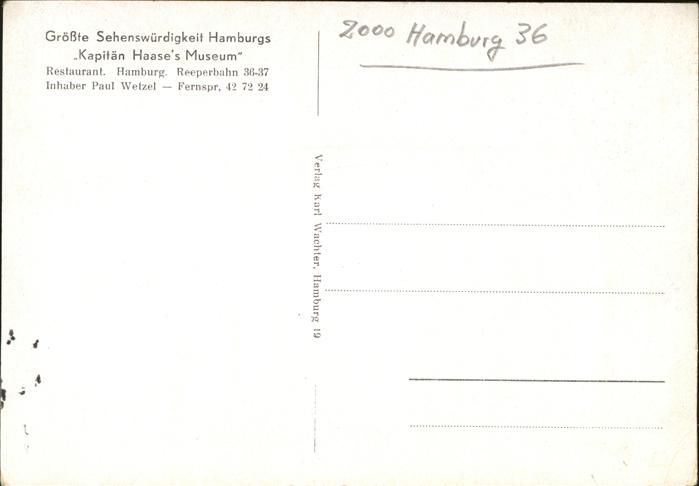 Größte Sehenswürdigkeit Hamburgs
„Kapitän Haase's Museum"
Restaurant. Hamburg. Reeperbahn 36-37
Inhaber Paul Wetzel — Fernspr. 42 72 24
2000 Hamburg 36
Verlag Karl Wachter, Hamburg 19